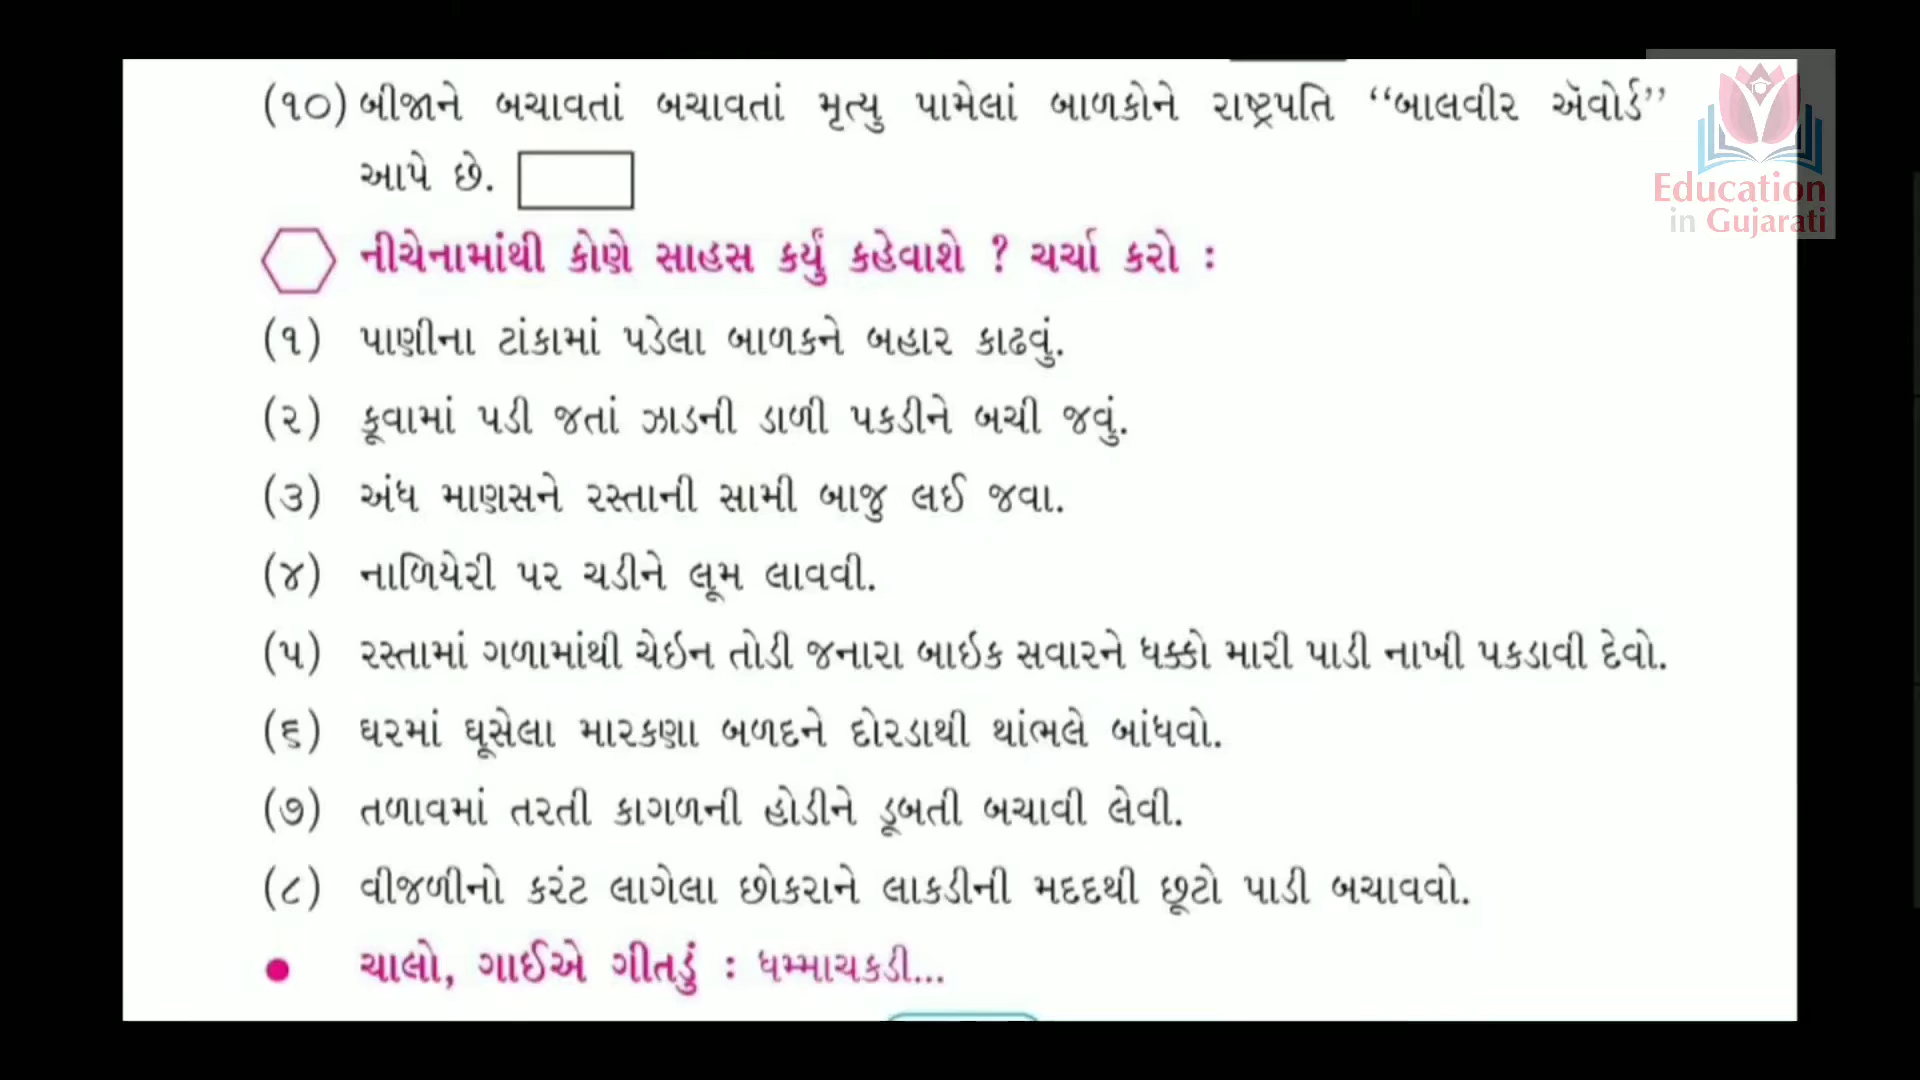 (૧૦) બીજાને બચાવતાં બચાવતાં મૃત્યુ પામેલાં બાળકોને રાષ્ટ્રપતિ “બાલવીર ઍવોર્ડ”
આપે છે.
Education
in Gujarati
નીચેનામાંથી કોણે સાહસ કર્યું કહેવાશે ? ચર્ચા કરો :
(૧) પાણીના ટાંકામાં પડેલા બાળકને બહાર કાઢવું.
(૨) કૂવામાં પડી જતાં ઝાડની ડાળી પકડીને બચી જવું.
(૩) અંધ માણસને રસ્તાની સામી બાજુ લઈ જવા.
(૪) નાળિયેરી પર ચડીને લૂમ લાવવી.
(૫) રસ્તામાં ગળામાંથી ચેઇન તોડી જનારા બાઇક સવારને ધક્કો મારી પાડી નાખી પકડાવી દેવો.
(૬) ઘરમાં ઘૂસેલા મારકણા બળદને દોરડાથી થાંભલે બાંધવો.
(૭) તળાવમાં તરતી કાગળની હોડીને ડૂબતી બચાવી લેવી.
(૮) વીજળીનો કરંટ લાગેલા છોકરાને લાકડીની મદદથી છૂટો પાડી બચાવવો.
● ચાલો, ગાઈએ ગીતડું : ધમ્માચકડી...